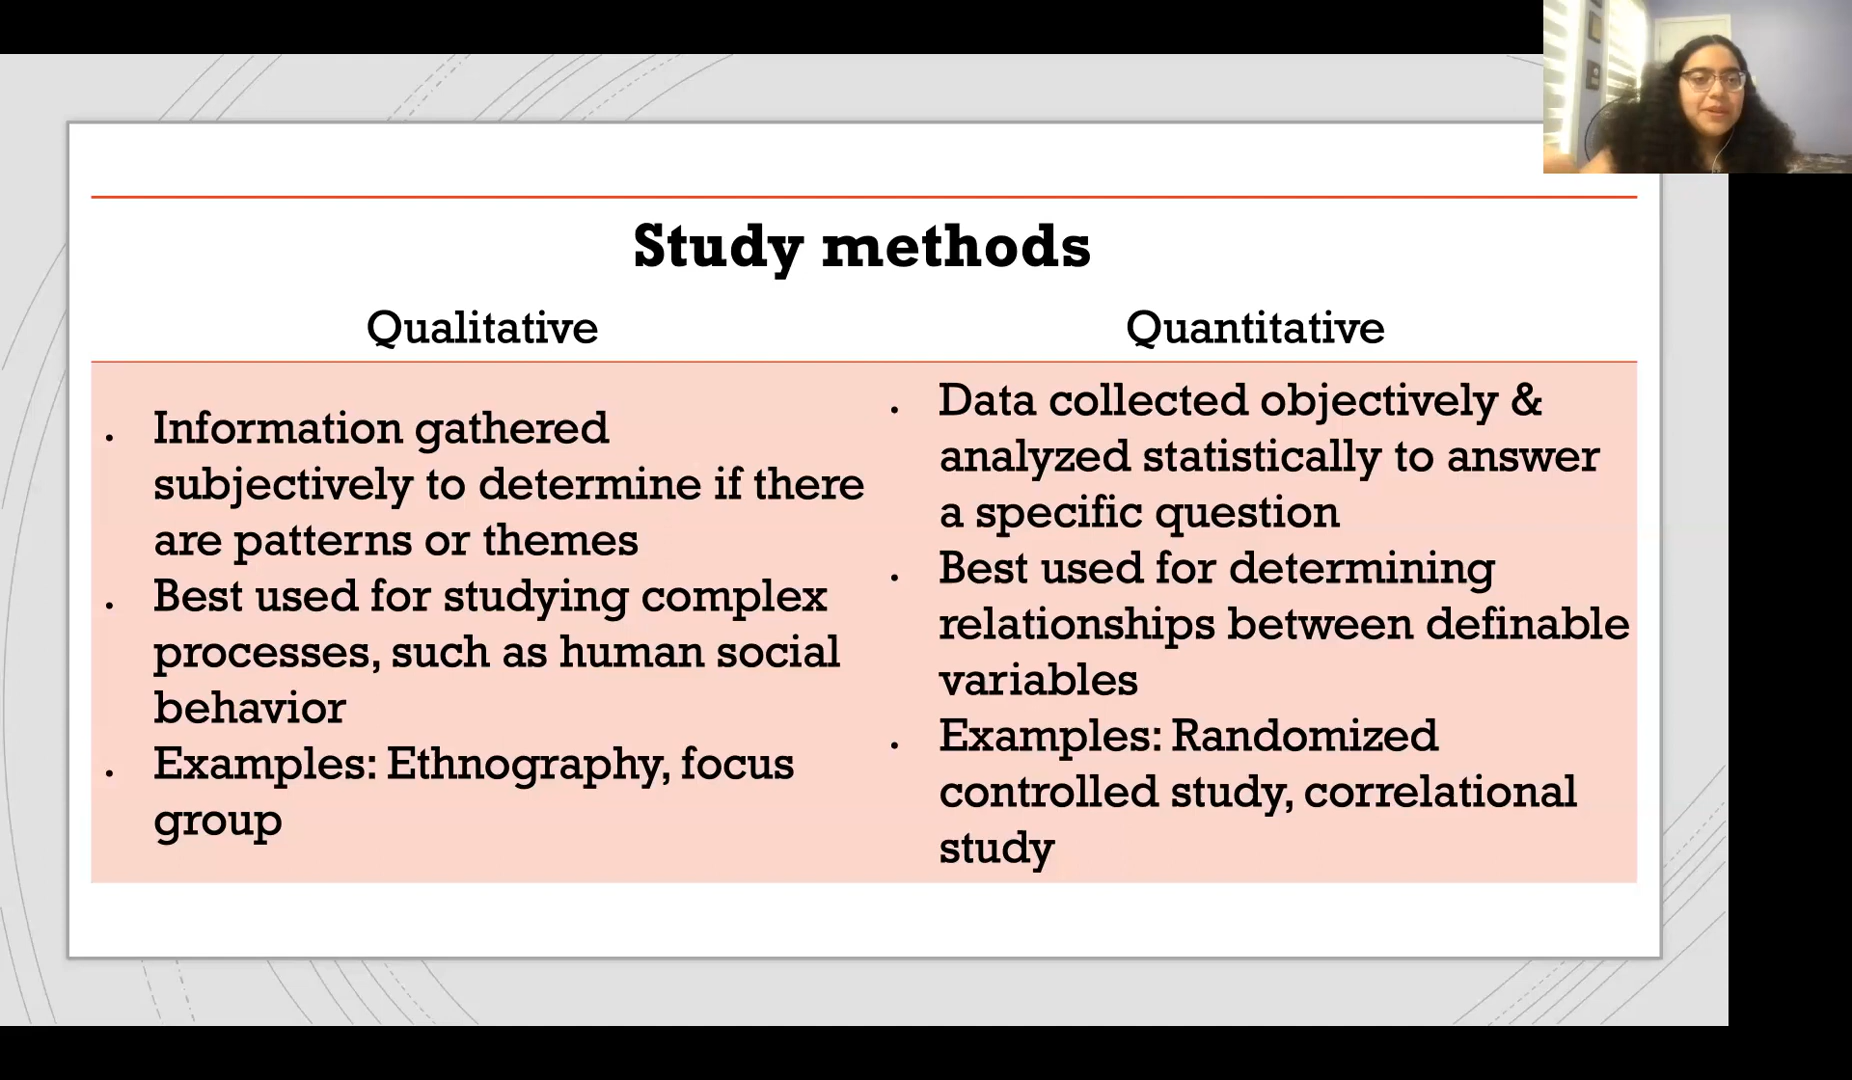 Study methods
Qualitative
Quantitative
• Information gathered
subjectively to determine if there
are patterns or themes
• Best used for studying complex
processes, such as human social
behavior
• Examples: Ethnography, focus
group
• Data collected objectively &
analyzed statistically to answer
a specific question
• Best used for determining
relationships between definable
variables
• Examples: Randomized
controlled study, correlational
study